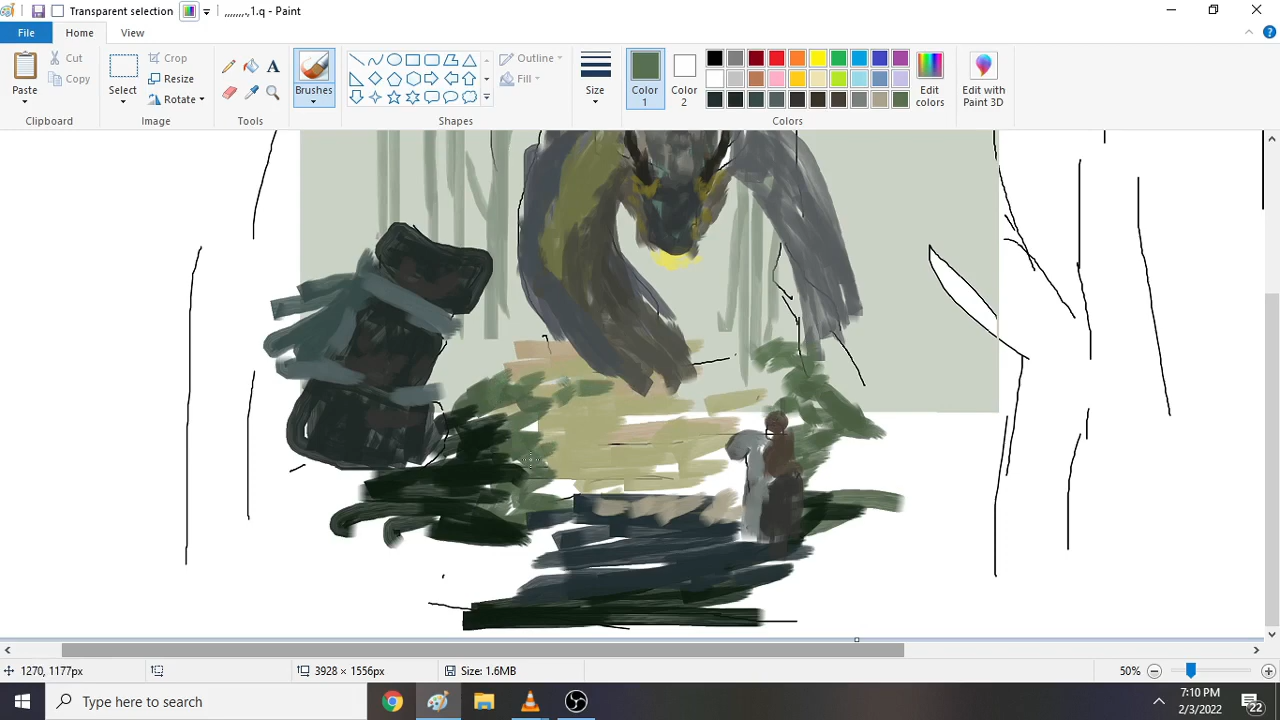 Transparent selection
,,,,,,,,1.q - Paint
File
Home
View
Paste
Cut
Copy
Clipboard
Select
Crop
Resize
Rotate
Image
A
Tools
Brushes
Outline
Fill
Shapes
Size
Color
1
Color
2
Edit
colors
Edit with
Paint 3D
Colors
1270, 1177px
3928 × 1556px
Size: 1.6MB
50%
Type here to search
7:10 PM
2/3/2022
22